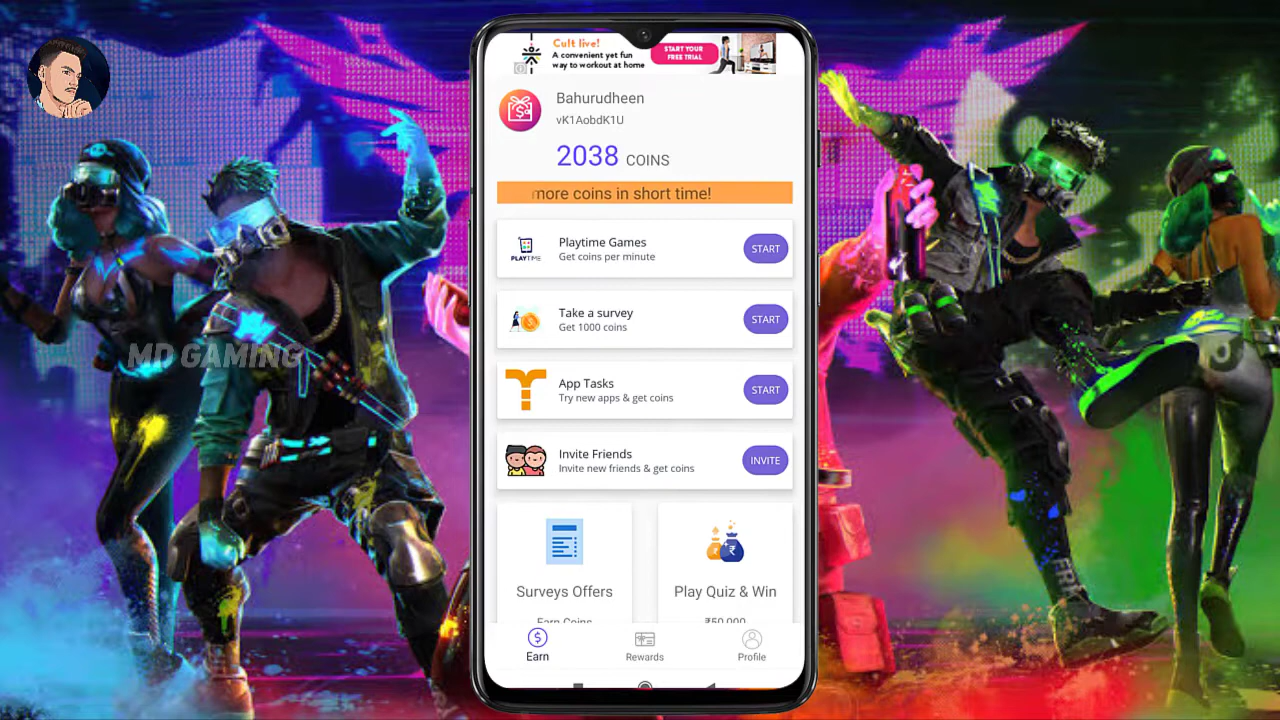 Cult live!
A convenient yet fun
way to workout at home
START YOUR
FREE TRIAL
Bahurudheen
vK1AobdK1U
2038 COINS
more coins in short time!
Playtime Games
Get coins per minute
START
PLAYTIME
Take a survey
Get 1000 coins
START
App Tasks
Try new apps & get coins
START
Invite Friends
Invite new friends & get coins
INVITE
Surveys Offers
Earn Coins
Play Quiz & Win
₹50,000
Earn
Rewards
Profile
MD GAMING
FRE